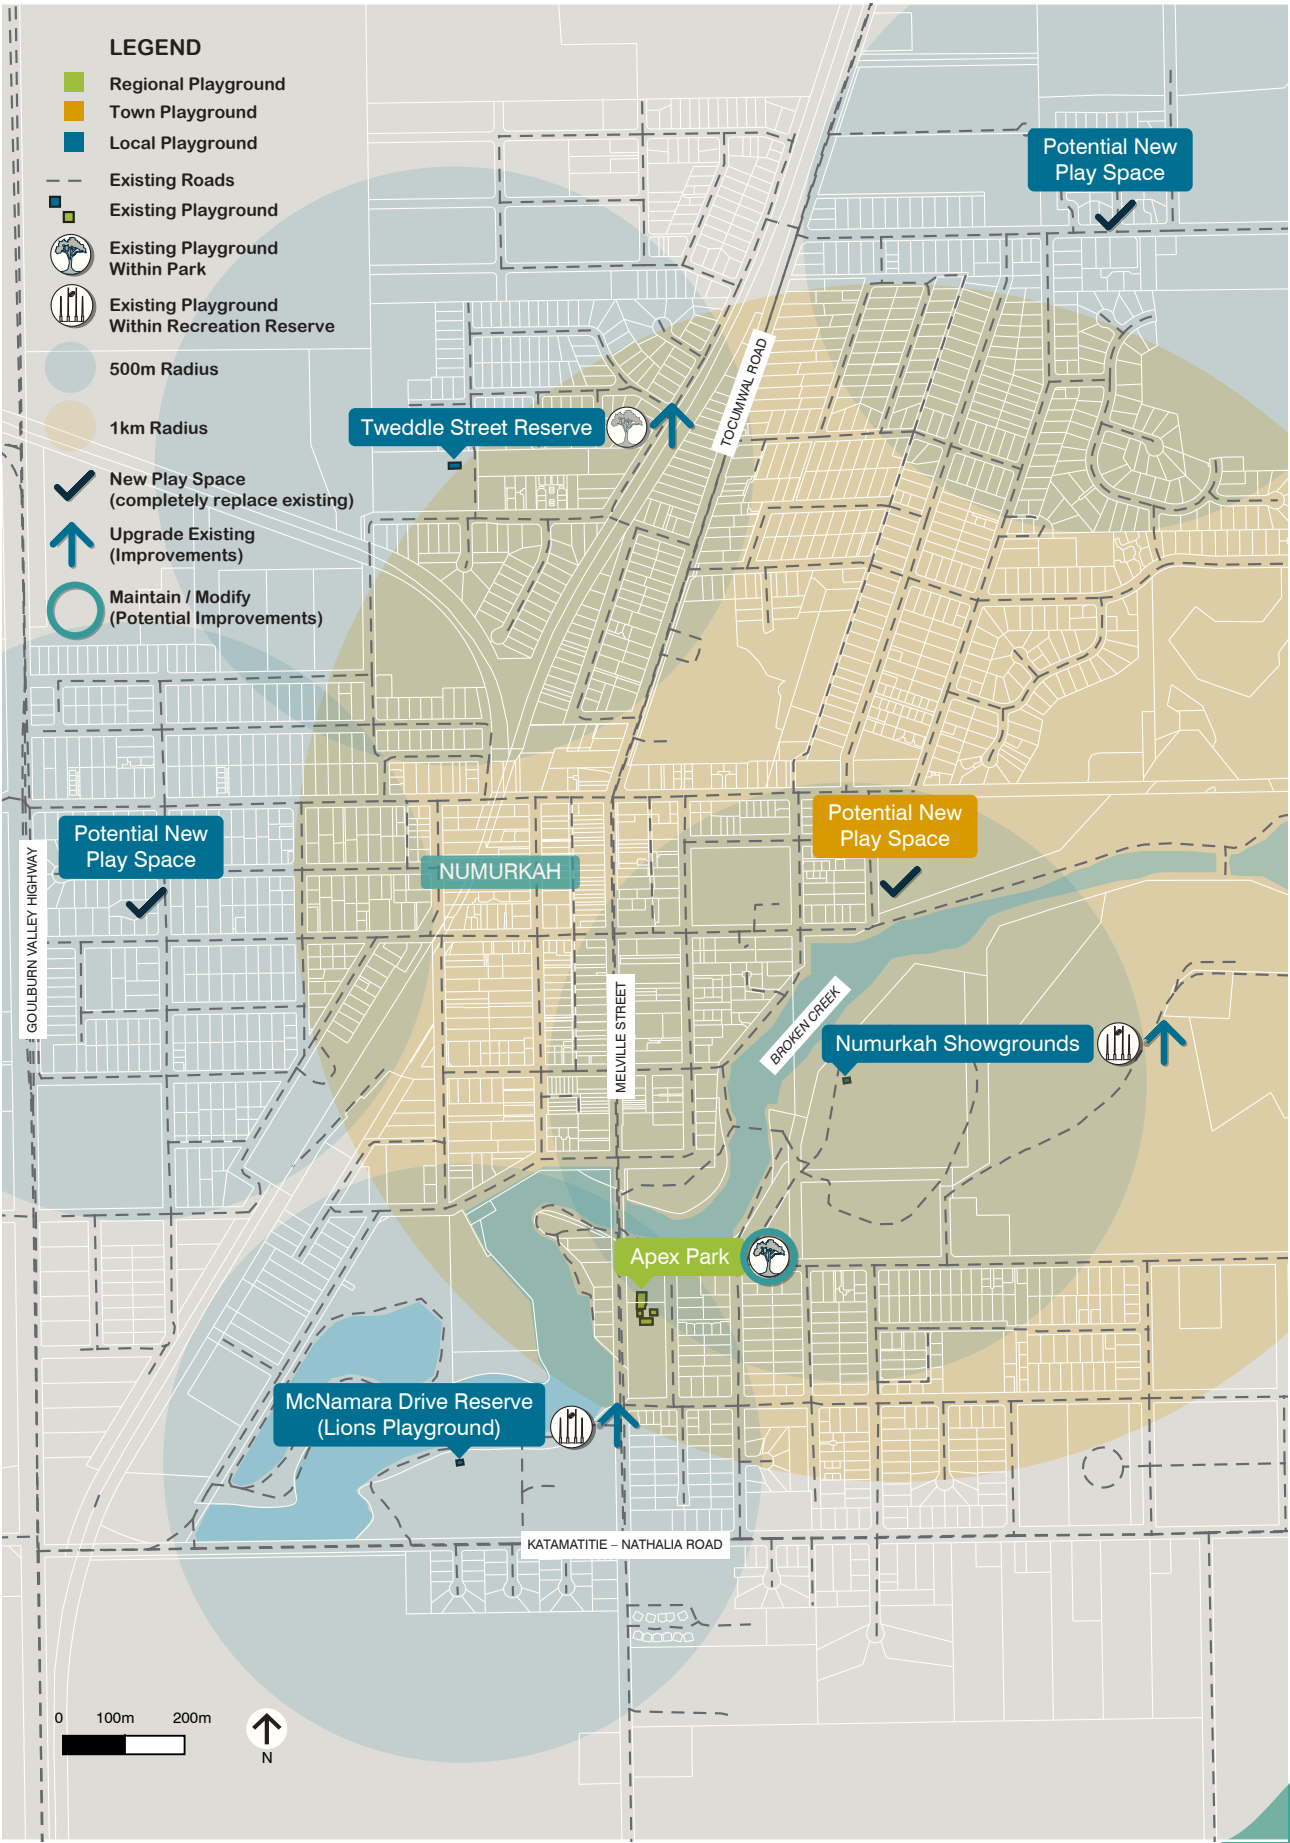 LEGEND
Regional Playground
Town Playground
Local Playground
Existing Roads
Existing Playground
Existing Playground
Within Park
Existing Playground
Within Recreation Reserve
500m Radius
1km Radius
New Play Space
(completely replace existing)
Upgrade Existing
(Improvements)
Maintain / Modify
(Potential Improvements)
Potential New
Play Space
TOCUMWAL ROAD
Tweddle Street Reserve
Potential New
Play Space
Potential New
Play Space
NUMURKAH
GOULBURN VALLEY HIGHWAY
MELVILLE STREET
BROKEN CREEK
Numurkah Showgrounds
Apex Park
McNamara Drive Reserve
(Lions Playground)
KATAMATITIE – NATHALIA ROAD
0 100m 200m
N